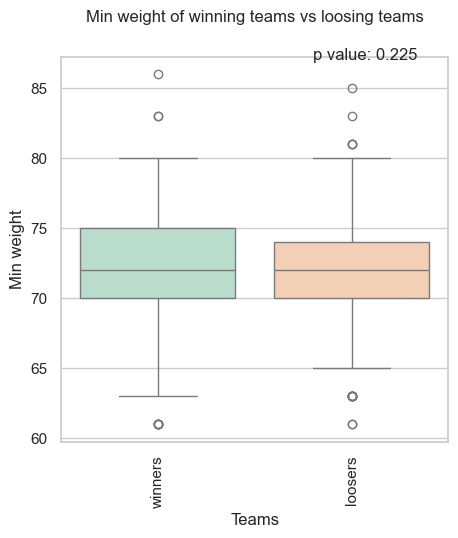 Min weight of winning teams vs loosing teams
p value: 0.225
85
80
75
70
65
60
Min weight
winners
loosers
Teams